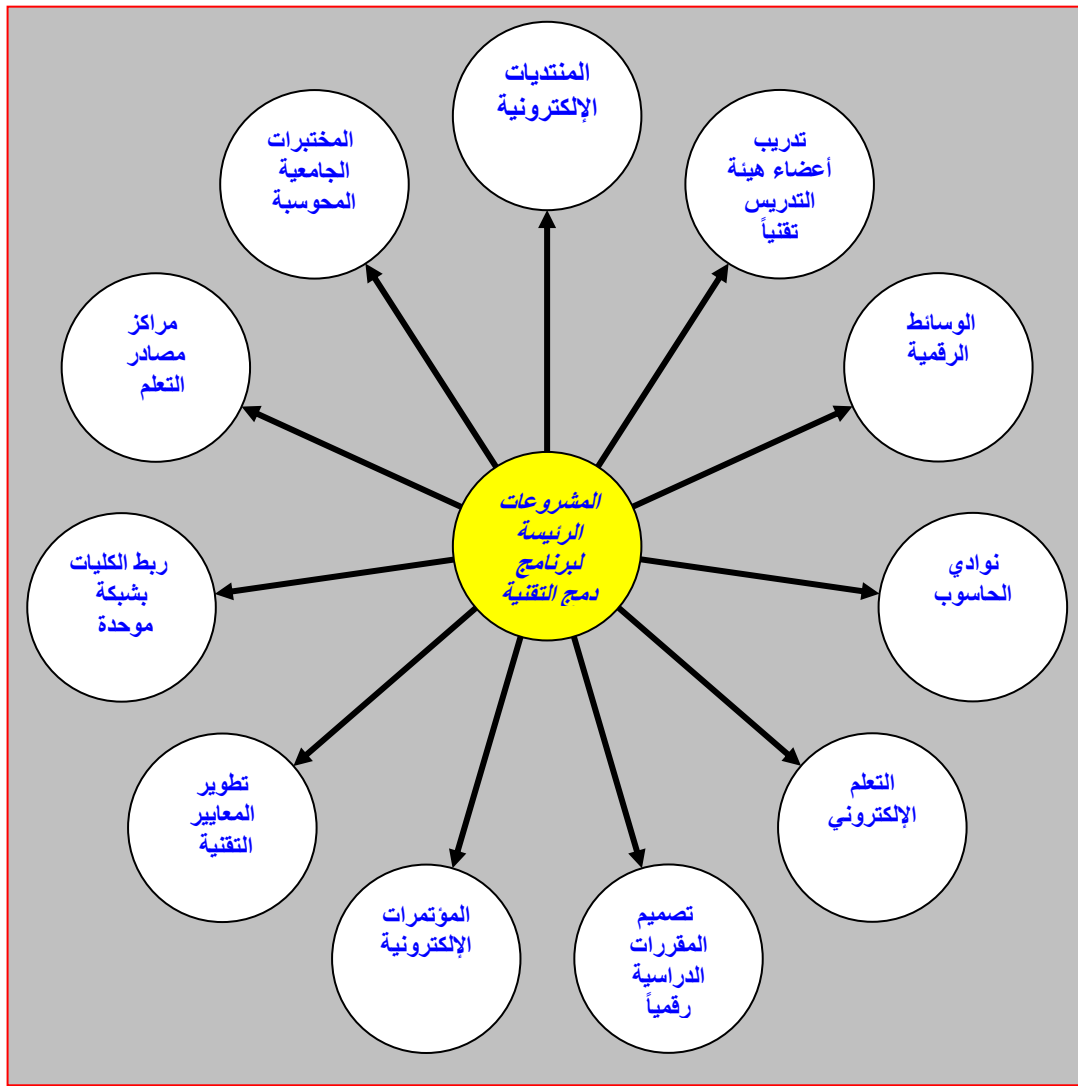 المنتديات
الإلكترونية
تدريب
أعضاء هيئة
التدريس
تقنياً
الوسائط
الرقمية
نوادي
الحاسوب
التعلم
الإلكتروني
تصميم
المقررات
الدراسية
رقمياً
المؤتمرات
الإلكترونية
تطوير
المعايير
التقنية
ربط الكليات
بشبكة
موحدة
مراكز
مصادر
التعلم
المختبرات
الجامعية
المحوسبة
المشروعات
الرئيسة
لبرنامج
دمج التقنية